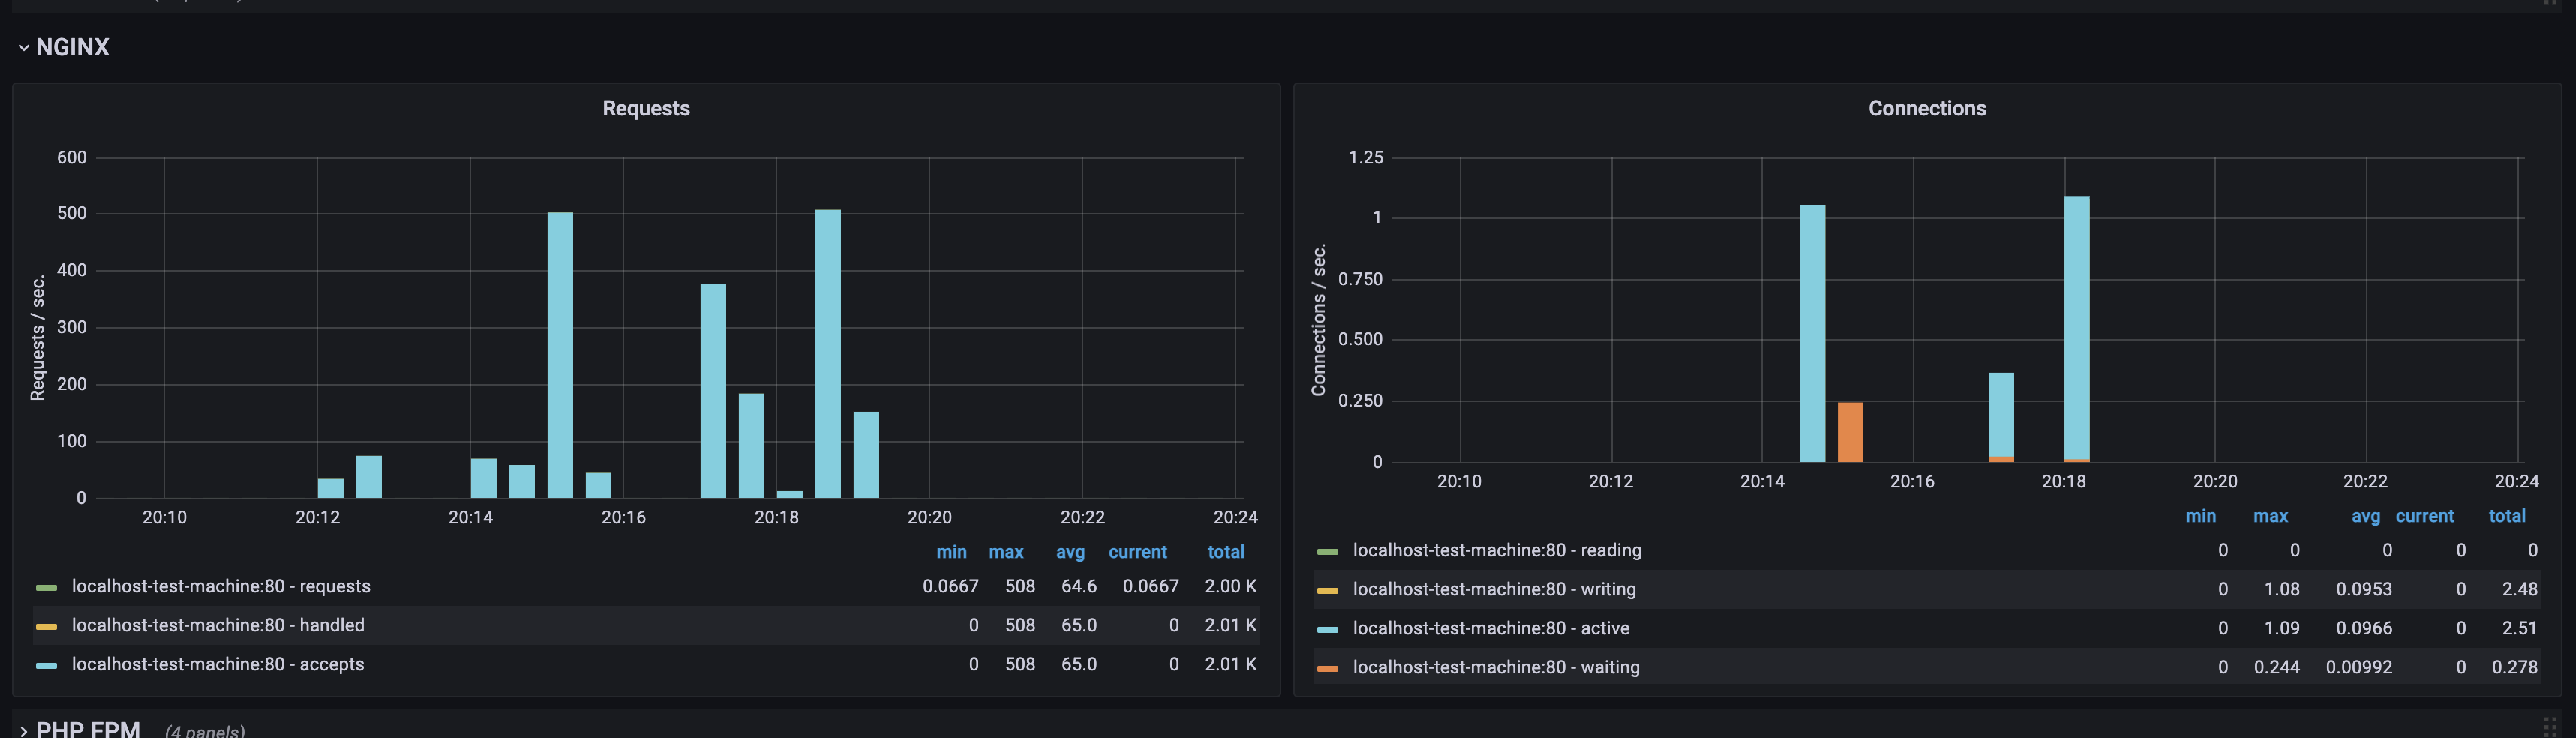 NGINX
Requests
600
500
400
300
200
100
0
Requests / sec.
20:10 20:12 20:14 20:16 20:18 20:20 20:22 20:24
min max avg current total
localhost-test-machine:80 - requests 0.0667 508 64.6 0.0667 2.00 K
localhost-test-machine:80 - handled 0 508 65.0 0 2.01 K
localhost-test-machine:80 - accepts 0 508 65.0 0 2.01 K
Connections
1.25
1
0.750
0.500
0.250
0
Connections / sec.
20:10 20:12 20:14 20:16 20:18 20:20 20:22 20:24
min max avg current total
localhost-test-machine:80 - reading 0 0 0 0 0
localhost-test-machine:80 - writing 0 1.08 0.0953 0 2.48
localhost-test-machine:80 - active 0 1.09 0.0966 0 2.51
localhost-test-machine:80 - waiting 0 0.244 0.00992 0 0.278
PHP FPM (4 panels)